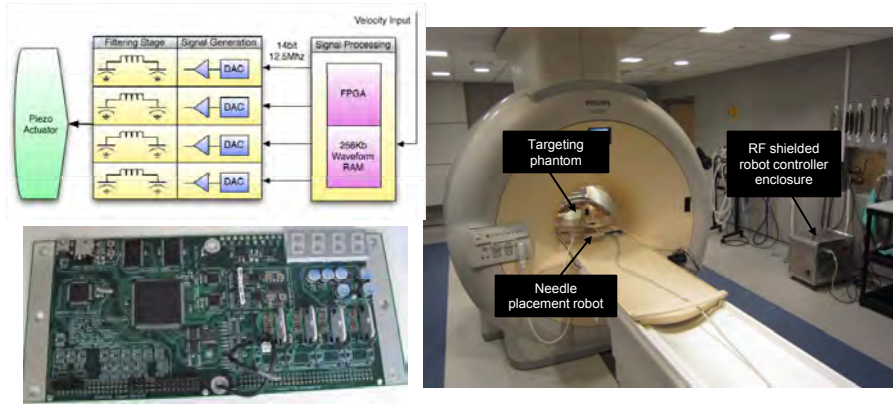 Velocity Input
Filtering Stage
Signal Generation
14bit
12.5Mhz
Signal Processing
DAC
DAC
DAC
DAC
FPGA
256Kb
Waveform
RAM
Piezo
Actuator
PHILIPS
Targeting
phantom
RF shielded
robot controller
enclosure
Needle
placement robot